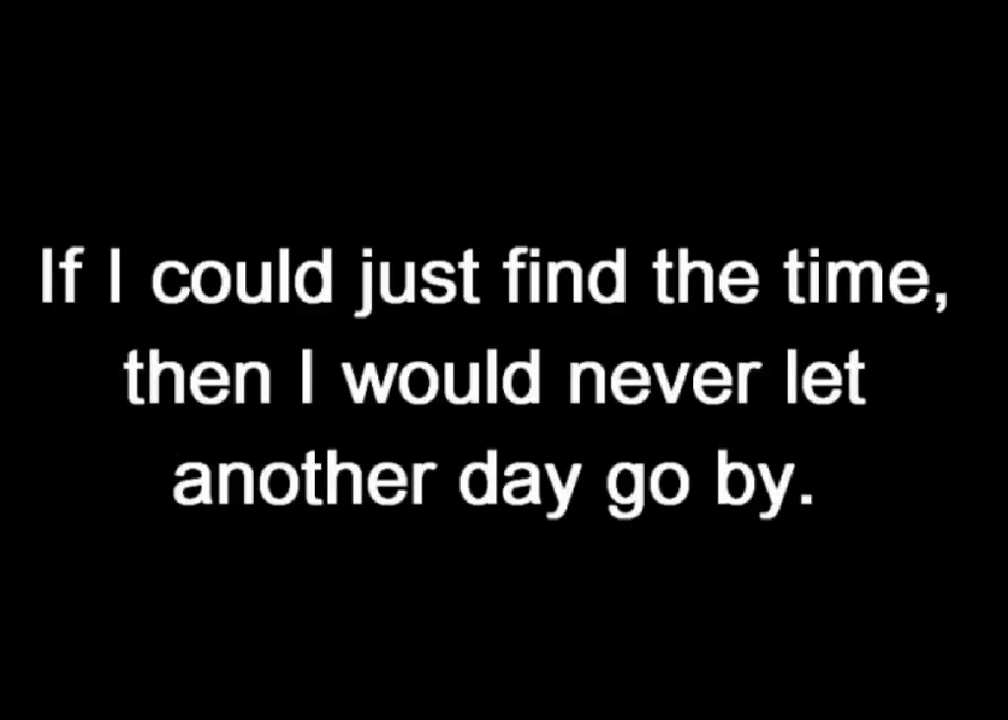 If I could just find the time,
then I would never let
another day go by.